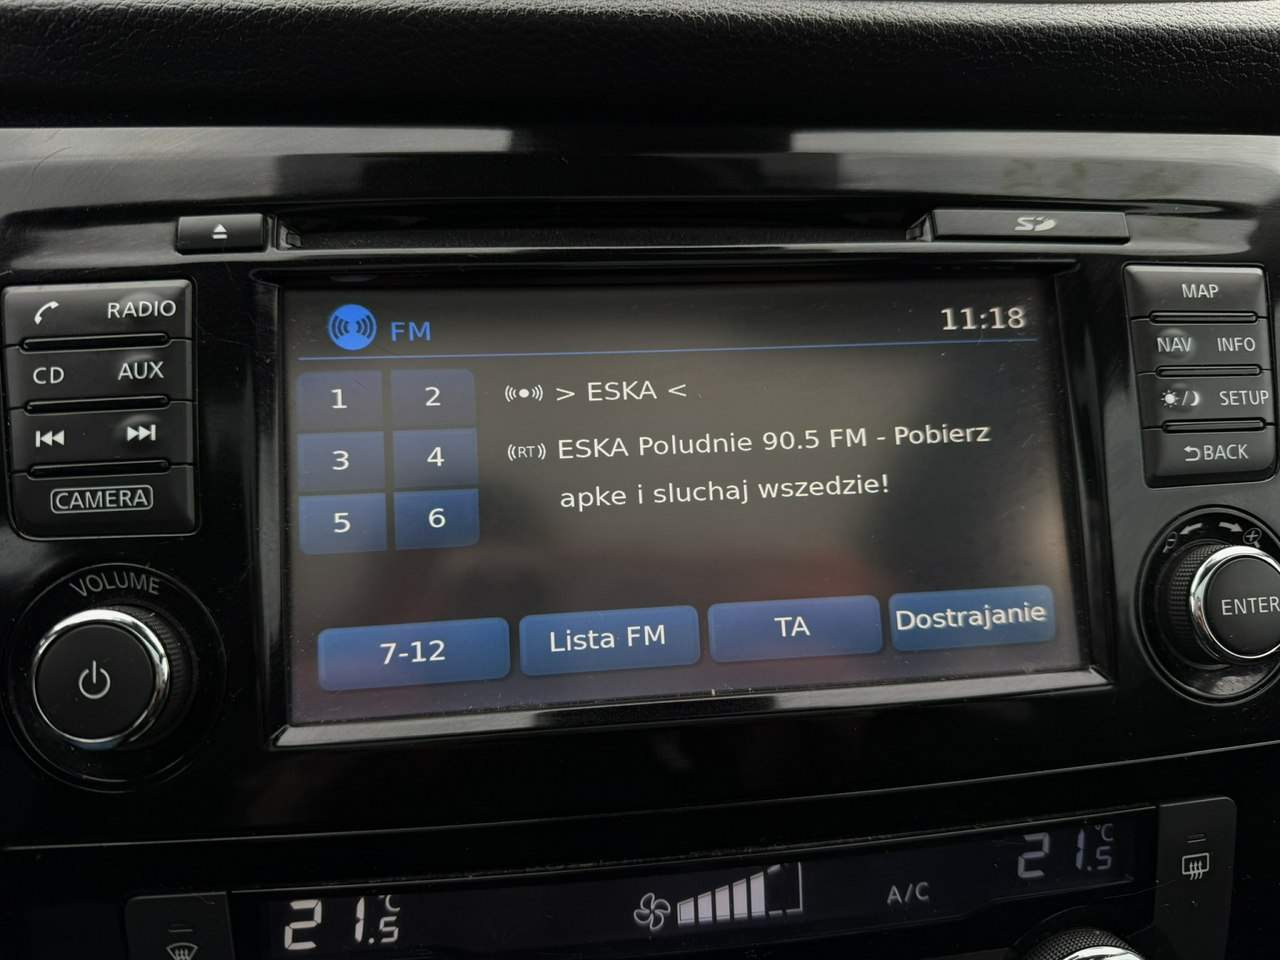 RADIO
CD AUX
CAMERA
VOLUME
FM 11:18
1 2 > ESKA <
3 4 (RT) ESKA Poludnie 90.5 FM - Pobierz
5 6 apke i sluchaj wszedzie!
7-12 Lista FM TA Dostrajanie
MAP
NAV INFO
SETUP
BACK
ENTER
21.5 °C A/C 21.5 °C